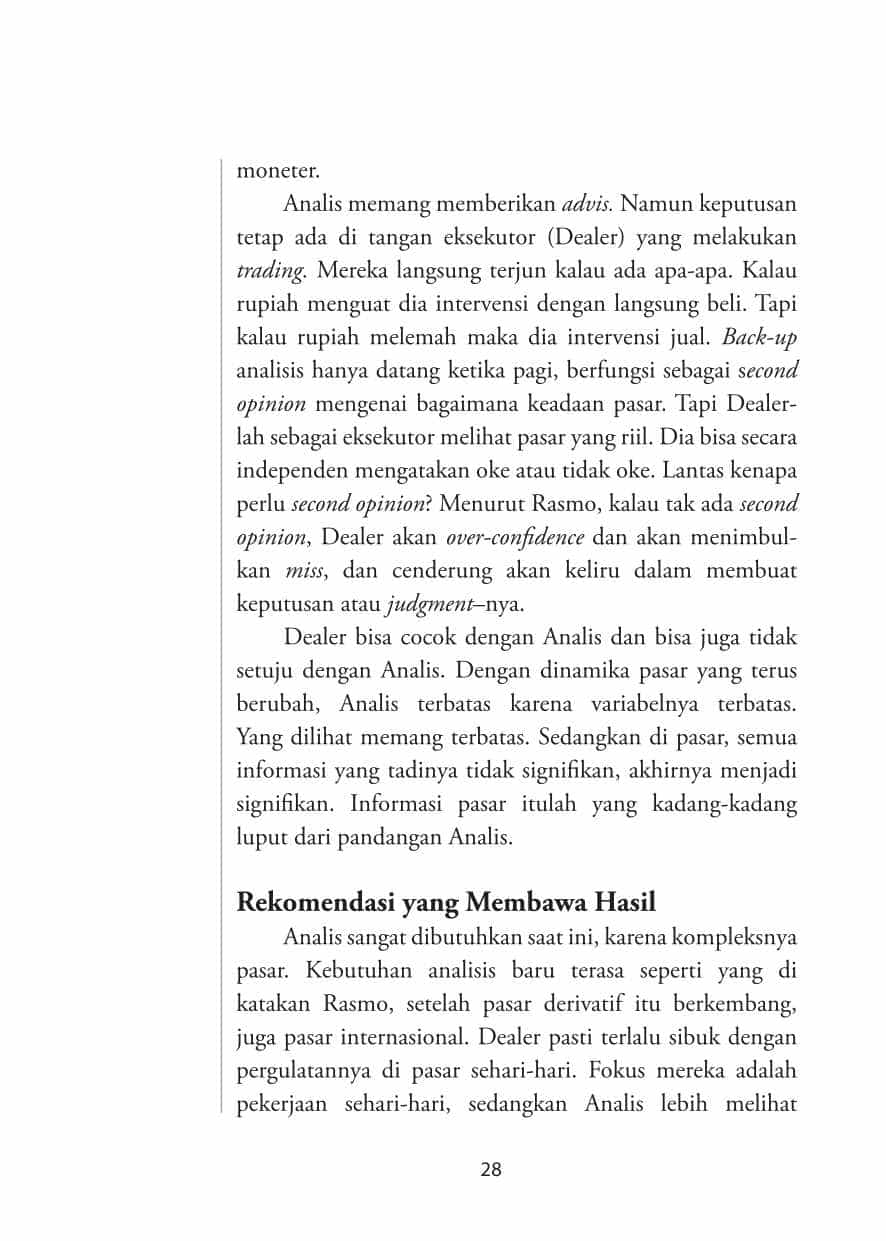 moneter.
Analis memang memberikan advis. Namun keputusan
tetap ada di tangan eksekutor (Dealer) yang melakukan
trading. Mereka langsung terjun kalau ada apa-apa. Kalau
rupiah menguat dia intervensi dengan langsung beli. Tapi
kalau rupiah melemah maka dia intervensi jual. Back-up
analisis hanya datang ketika pagi, berfungsi sebagai second
opinion mengenai bagaimana keadaan pasar. Tapi Dealer-
lah sebagai eksekutor melihat pasar yang riil. Dia bisa secara
independen mengatakan oke atau tidak oke. Lantas kenapa
perlu second opinion? Menurut Rasmo, kalau tak ada second
opinion, Dealer akan over-confidence dan akan menimbul-
kan miss, dan cenderung akan keliru dalam membuat
keputusan atau judgment–nya.
Dealer bisa cocok dengan Analis dan bisa juga tidak
setuju dengan Analis. Dengan dinamika pasar yang terus
berubah, Analis terbatas karena variabelnya terbatas.
Yang dilihat memang terbatas. Sedangkan di pasar, semua
informasi yang tadinya tidak signifikan, akhirnya menjadi
signifikan. Informasi pasar itulah yang kadang-kadang
luput dari pandangan Analis.
Rekomendasi yang Membawa Hasil
Analis sangat dibutuhkan saat ini, karena kompleksnya
pasar. Kebutuhan analisis baru terasa seperti yang di
katakan Rasmo, setelah pasar derivatif itu berkembang,
juga pasar internasional. Dealer pasti terlalu sibuk dengan
pergulatannya di pasar sehari-hari. Fokus mereka adalah
pekerjaan sehari-hari, sedangkan Analis lebih melihat
28